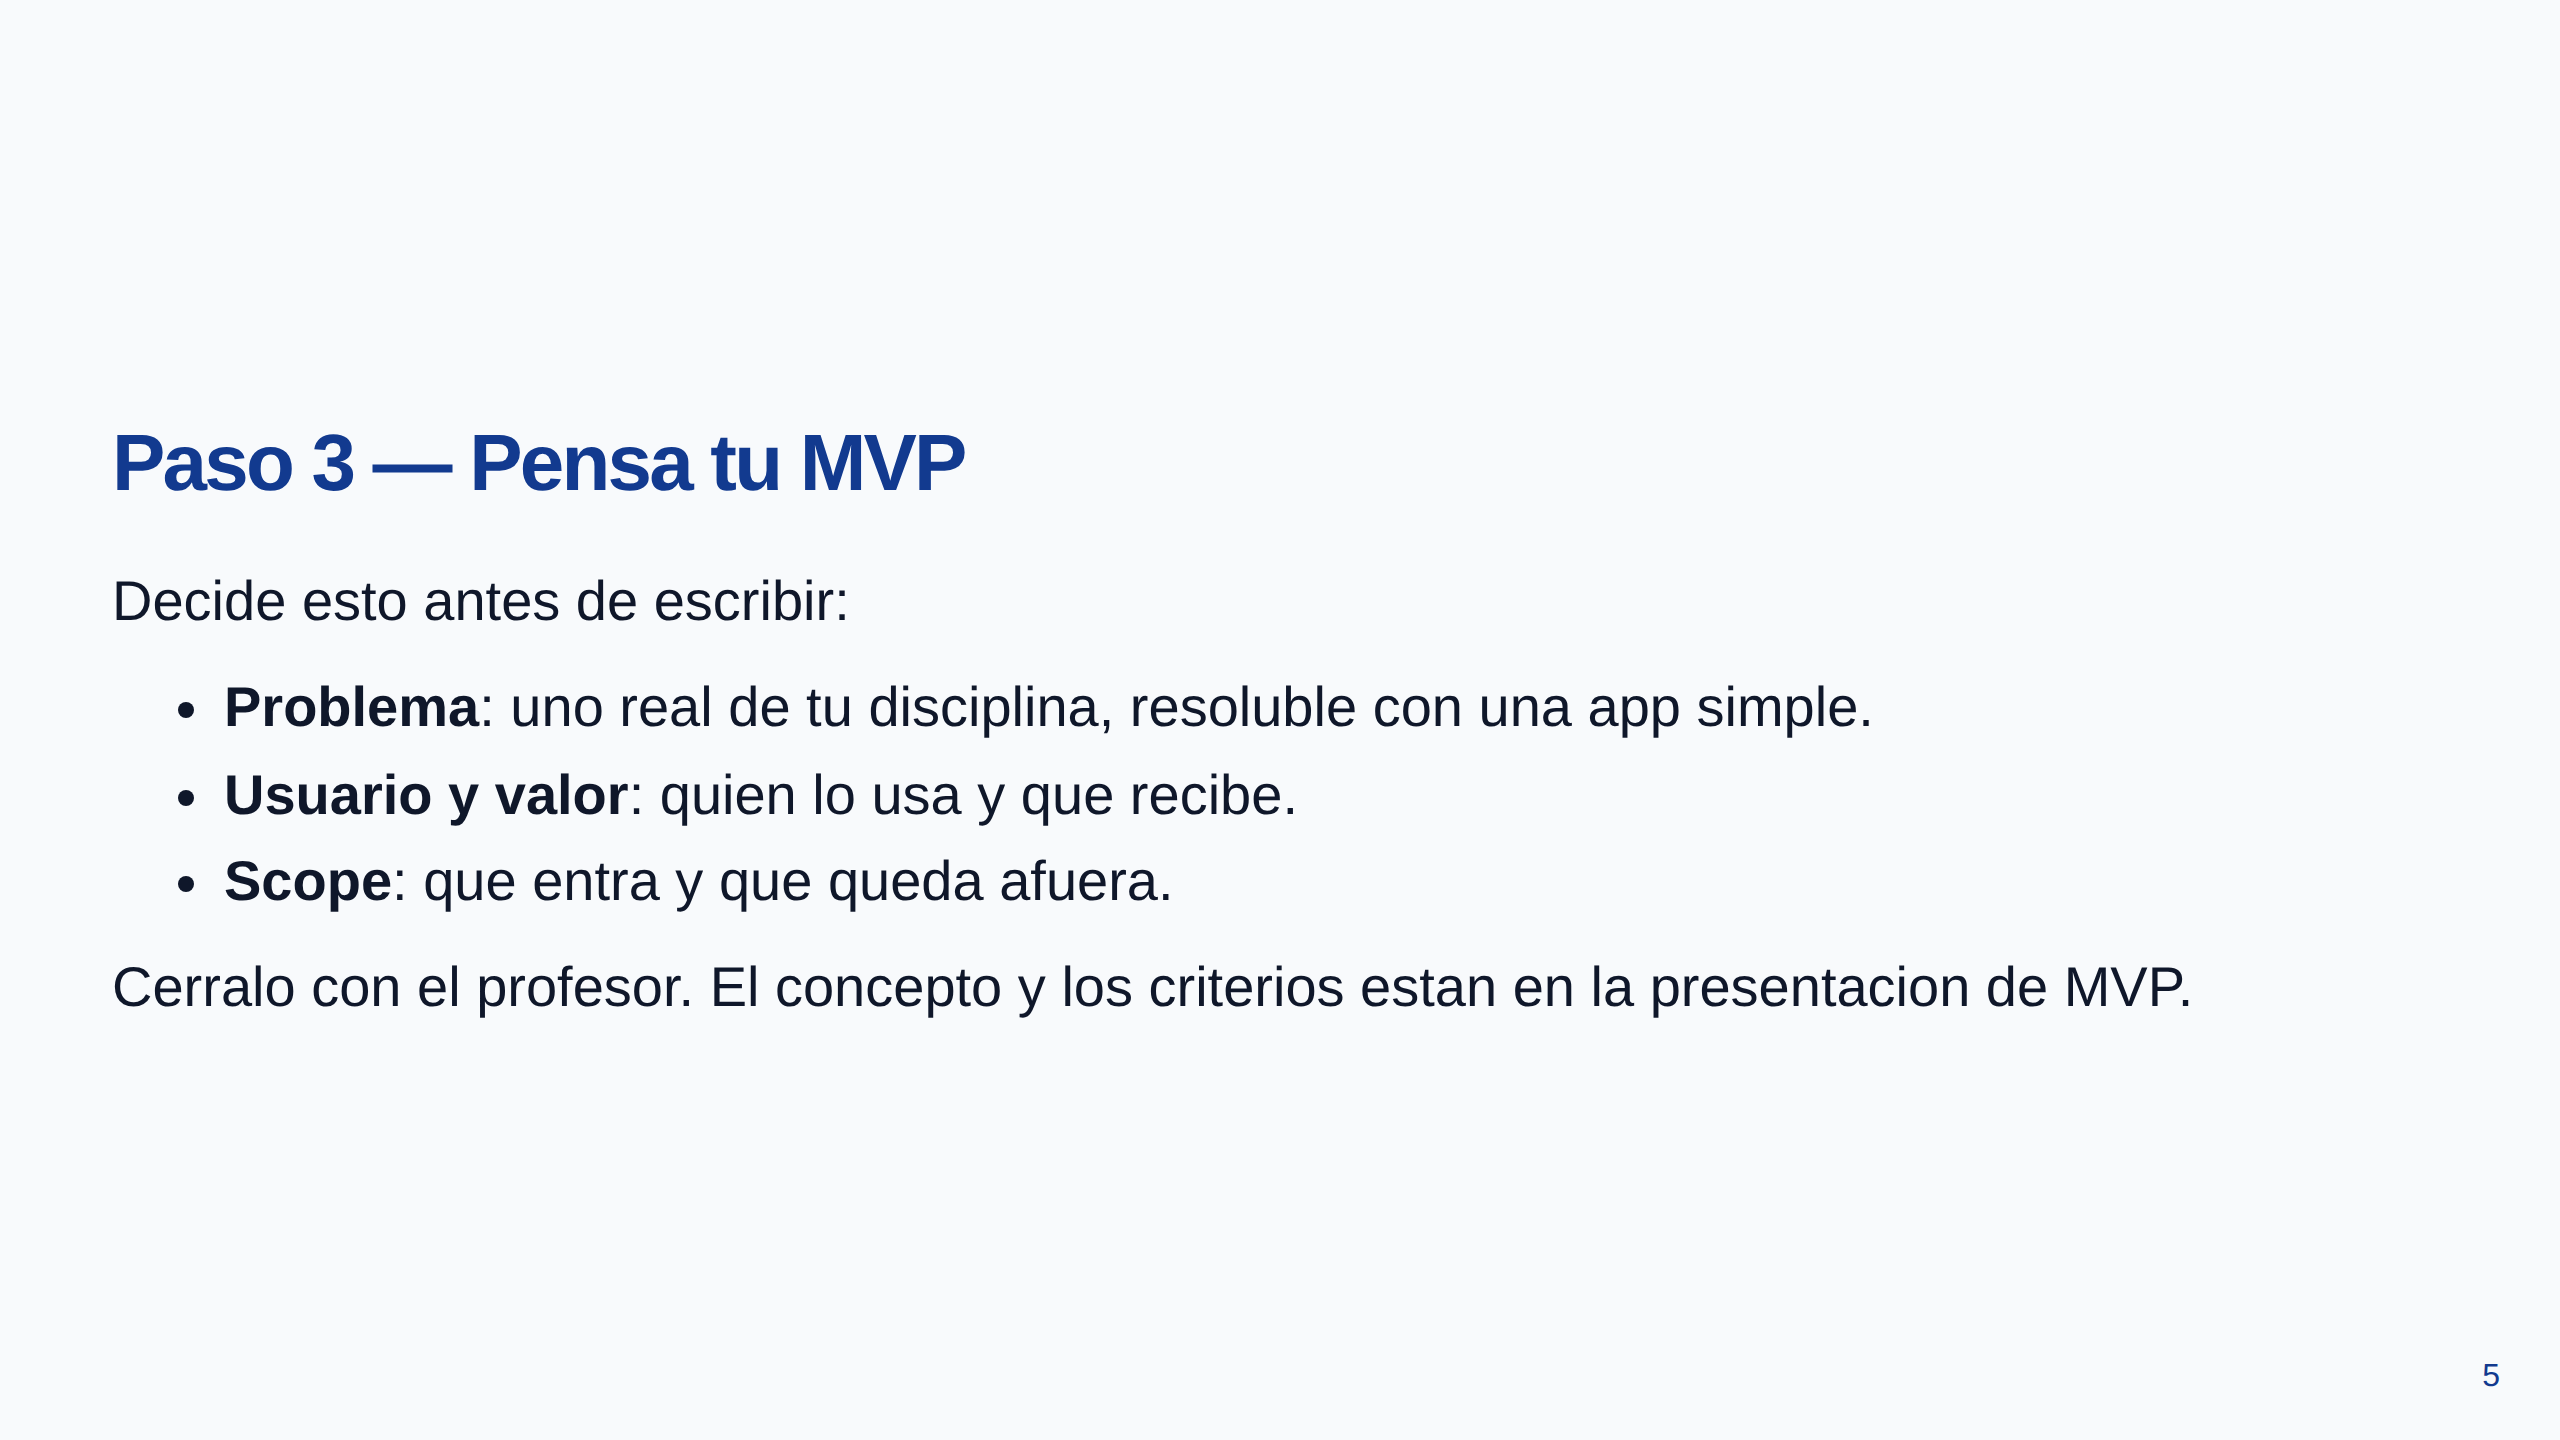 Paso 3 — Pensa tu MVP
Decide esto antes de escribir:
• Problema: uno real de tu disciplina, resoluble con una app simple.
• Usuario y valor: quien lo usa y que recibe.
• Scope: que entra y que queda afuera.
Cerralo con el profesor. El concepto y los criterios estan en la presentacion de MVP.
5